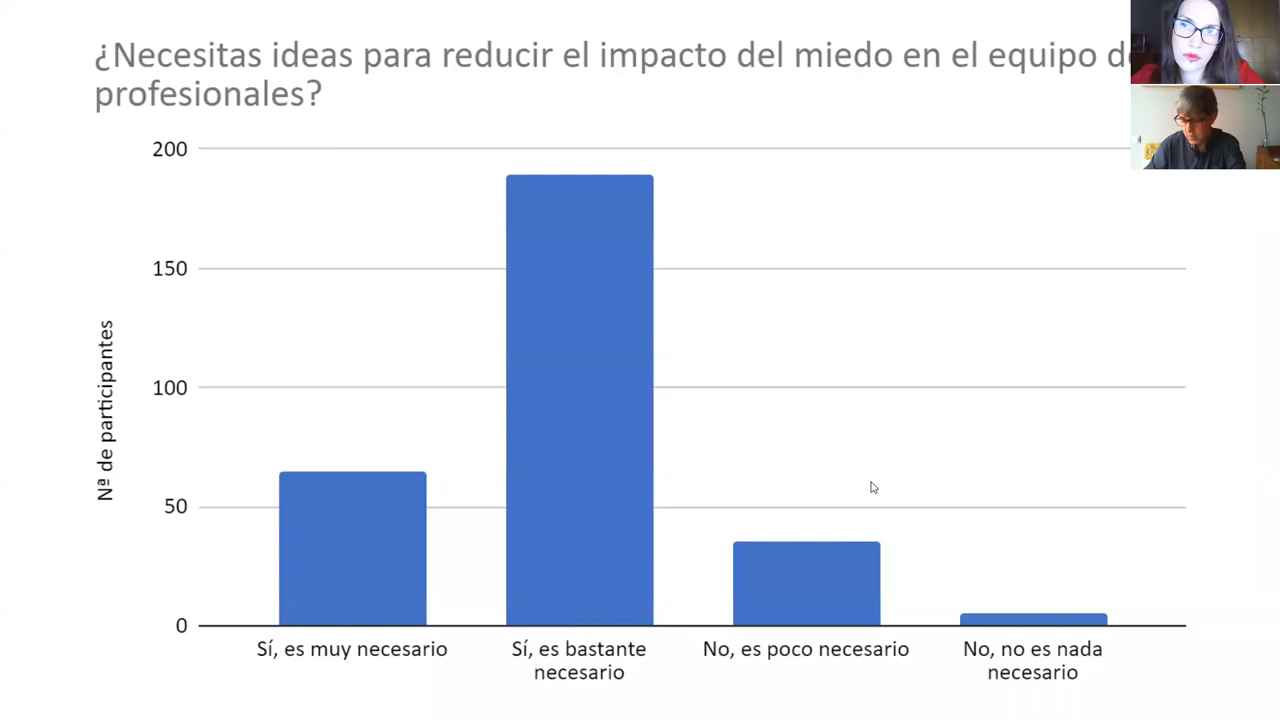 ¿Necesitas ideas para reducir el impacto del miedo en el equipo
profesionales?
200
150
100
50
0
Nª de participantes
Sí, es muy necesario
Sí, es bastante
necesario
No, es poco necesario
No, no es nada
necesario